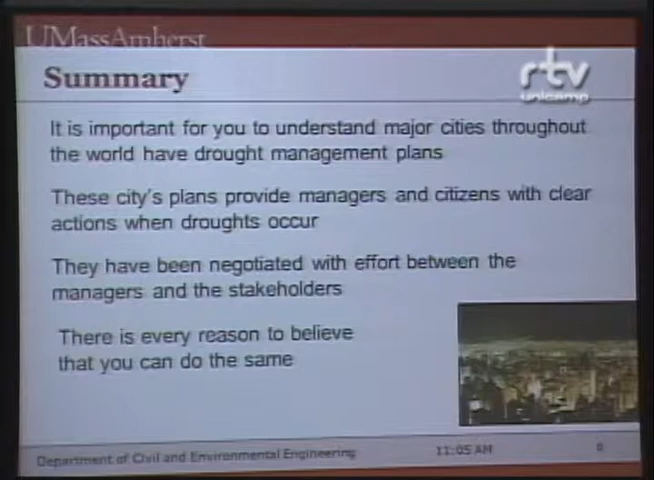 UMassAmherst
Summary
rtv
unicamp
It is important for you to understand major cities throughout
the world have drought management plans
These city's plans provide managers and citizens with clear
actions when droughts occur
They have been negotiated with effort between the
managers and the stakeholders
There is every reason to believe
that you can do the same
Department of Civil and Environmental Engineering
11:05 AM